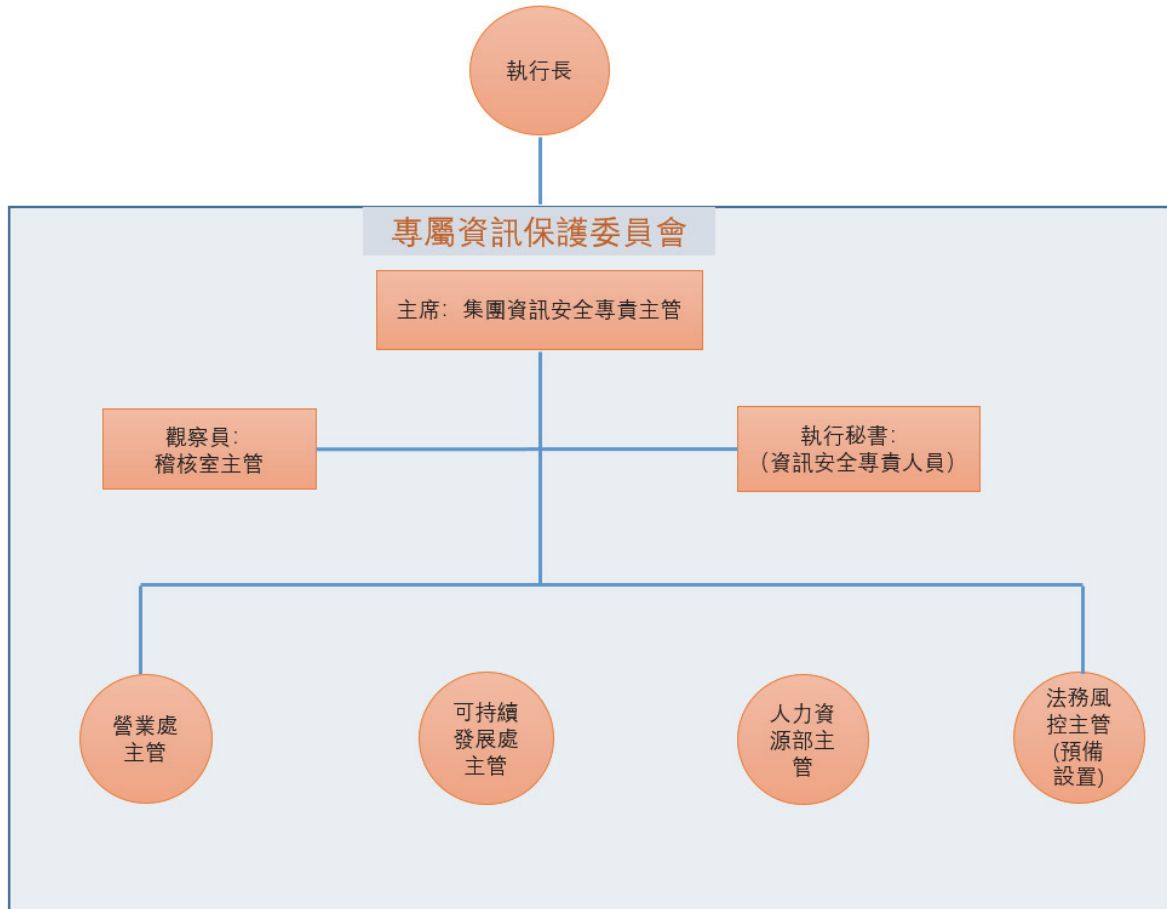 執行長
專屬資訊保護委員會
主席：集團資訊安全專責主管
觀察員：
稽核室主管
執行秘書：
（資訊安全專責人員）
營業處
主管
可持續
發展處
主管
人力資
源部主
管
法務風
控主管
(預備
設置)